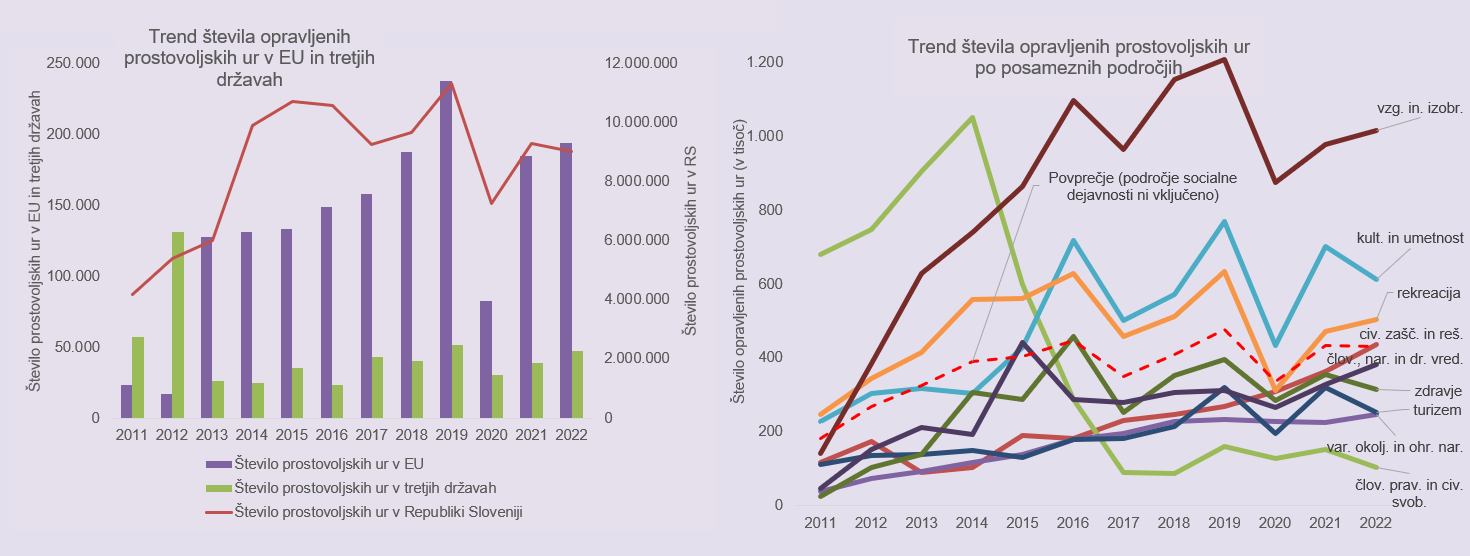 Trend števila opravljenih
prostovoljskih ur v EU in tretjih
državah
250.000
200.000
150.000
100.000
50.000
0
Število prostovoljskih ur v EU in tretjih državah
12.000.000
10.000.000
8.000.000
6.000.000
4.000.000
2.000.000
0
Število prostovoljskih ur v RS
2011 2012 2013 2014 2015 2016 2017 2018 2019 2020 2021 2022
Število prostovoljskih ur v EU
Število prostovoljskih ur v tretjih državah
Število prostovoljskih ur v Republiki Sloveniji
Trend števila opravljenih prostovoljskih ur
po posameznih področjih
1.200
1.000
800
600
400
200
0
Število opravljenih prostovoljskih ur (v tisoč)
Povprečje (področje socialne
dejavnosti ni vključeno)
vzg. in. izobr.
kult. in umetnost
rekreacija
civ. zašč. in reš.
člov., nar. in dr. vred.
zdravje
turizem
var. okolj. in ohr. nar.
člov. prav. in civ.
svob.
2011 2012 2013 2014 2015 2016 2017 2018 2019 2020 2021 2022